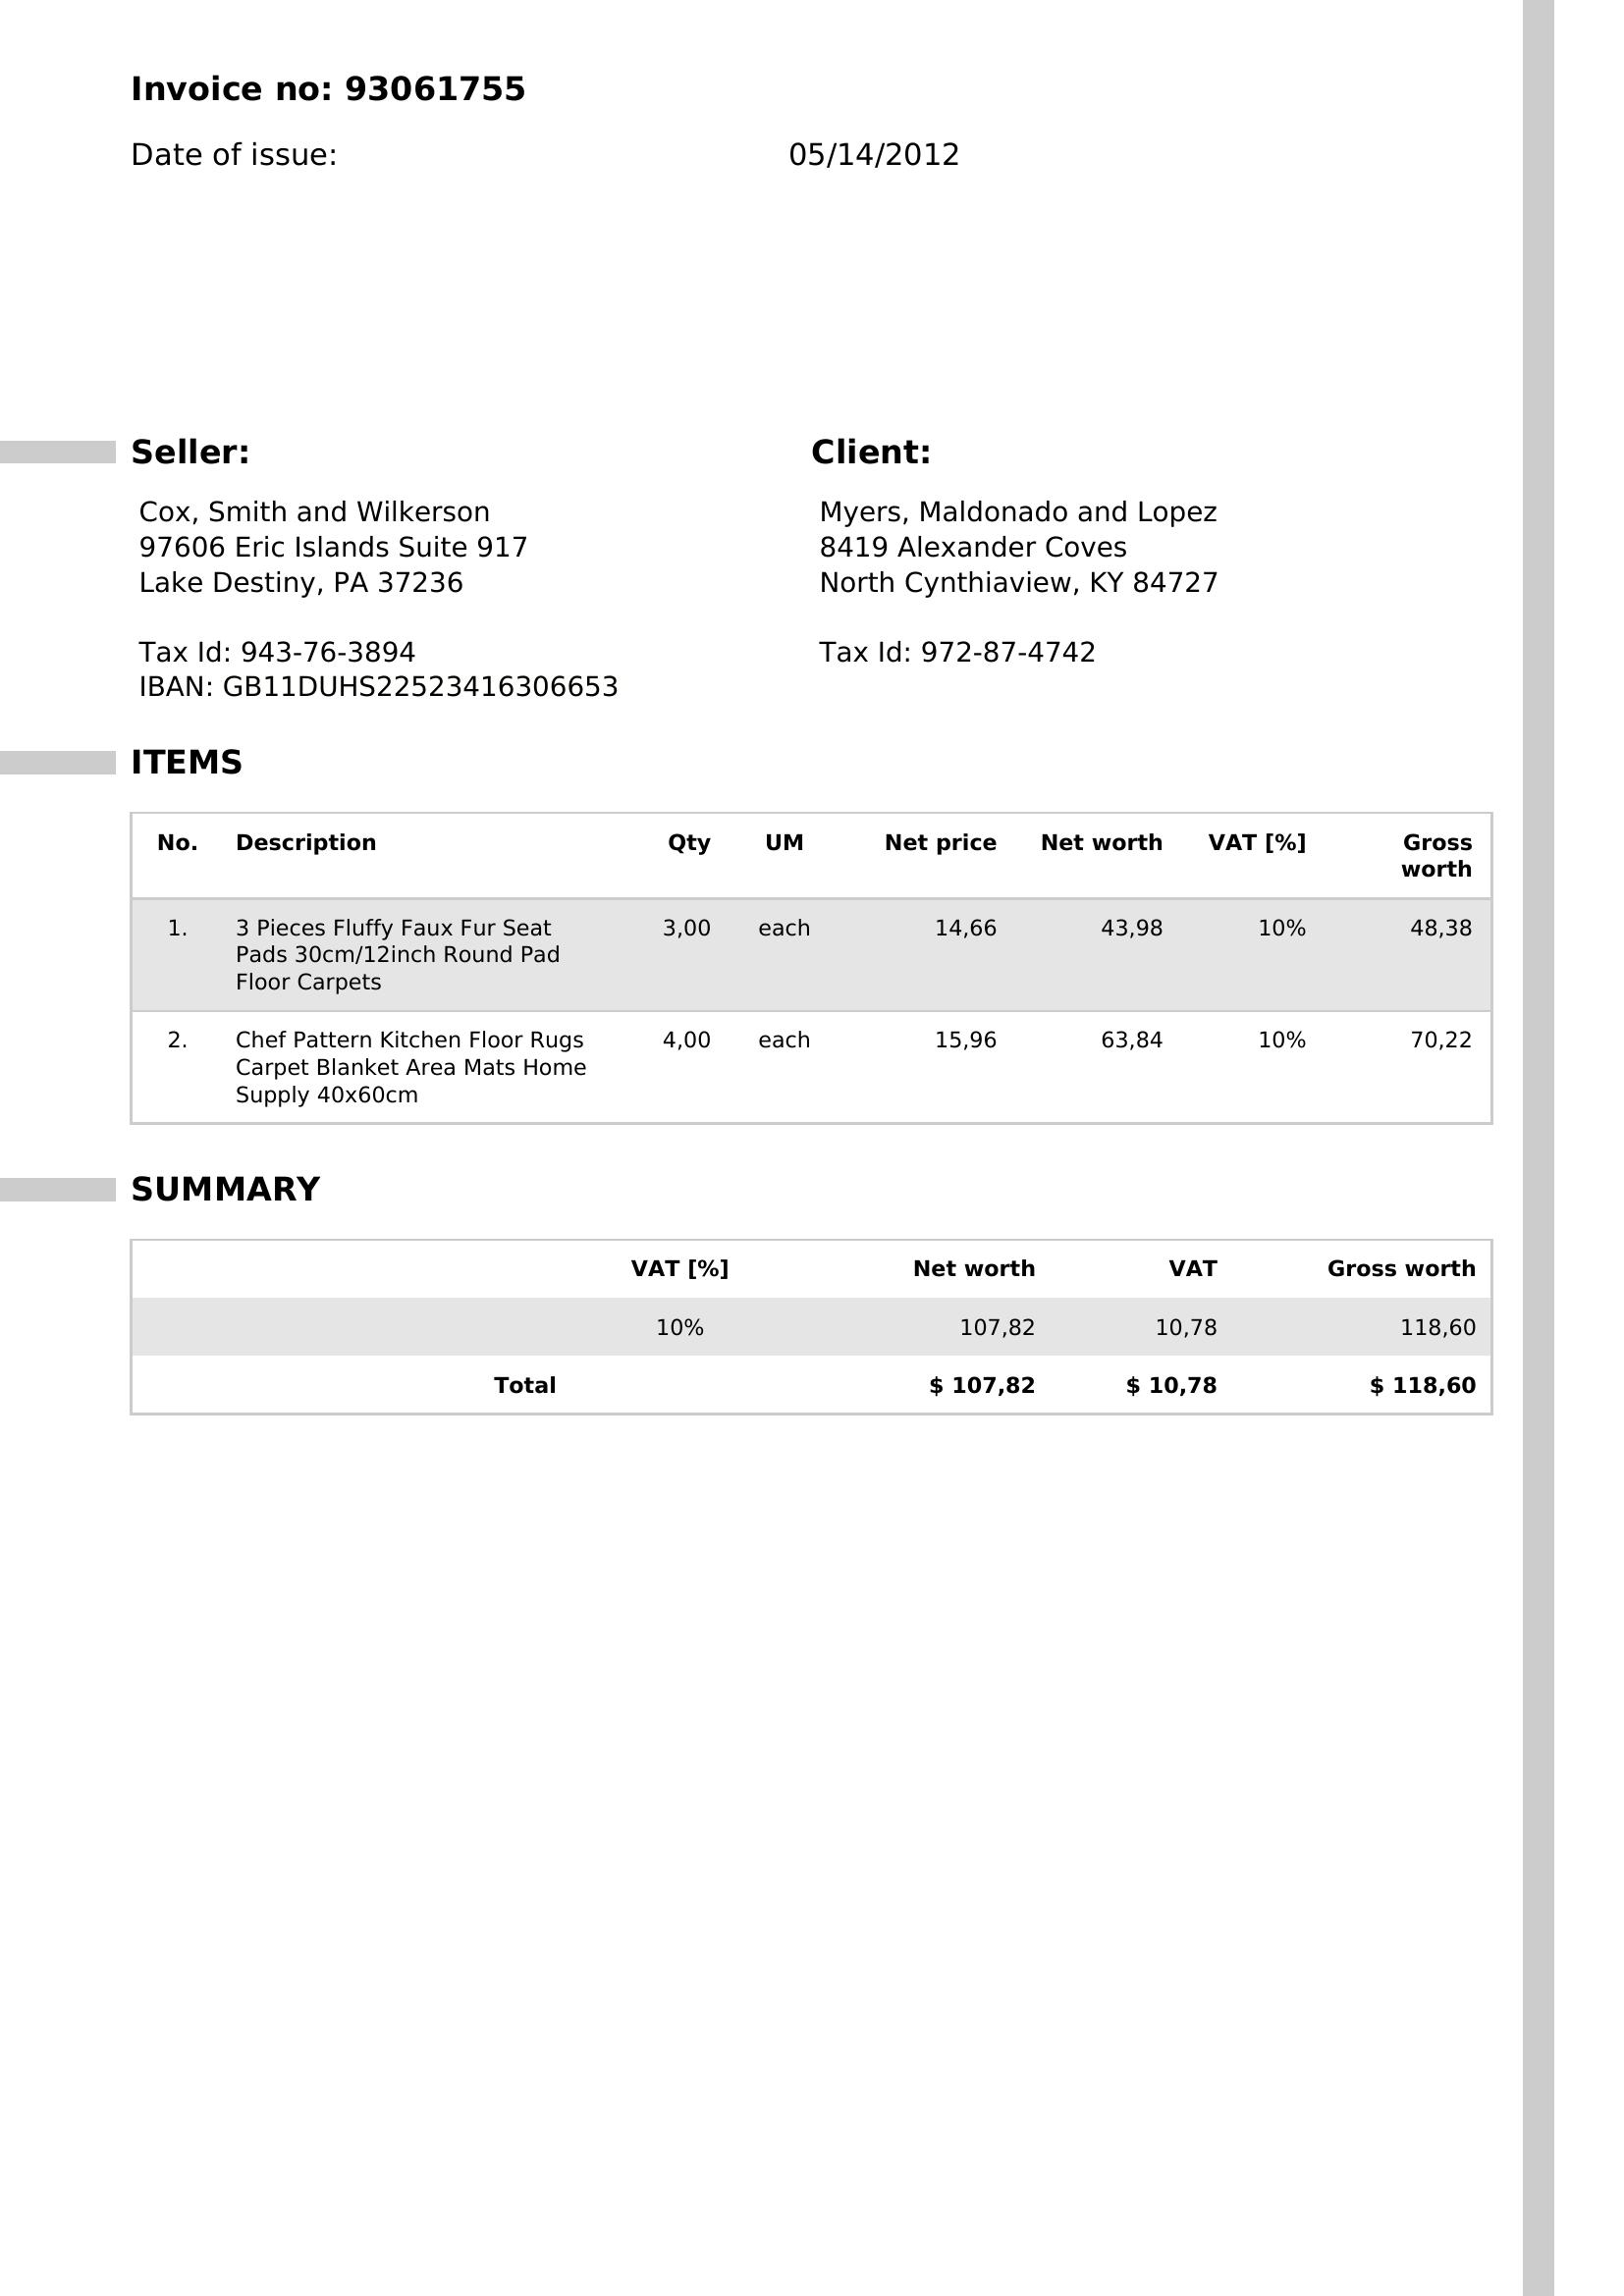 Invoice no: 93061755
Date of issue: 05/14/2012
Seller:
Cox, Smith and Wilkerson
97606 Eric Islands Suite 917
Lake Destiny, PA 37236
Tax Id: 943-76-3894
IBAN: GB11DUHS22523416306653
Client:
Myers, Maldonado and Lopez
8419 Alexander Coves
North Cynthiaview, KY 84727
Tax Id: 972-87-4742
ITEMS
No. Description Qty UM Net price Net worth VAT [%] Gross
worth
1. 3 Pieces Fluffy Faux Fur Seat 3,00 each 14,66 43,98 10% 48,38
Pads 30cm/12inch Round Pad
Floor Carpets
2. Chef Pattern Kitchen Floor Rugs 4,00 each 15,96 63,84 10% 70,22
Carpet Blanket Area Mats Home
Supply 40x60cm
SUMMARY
VAT [%] Net worth VAT Gross worth
10% 107,82 10,78 118,60
Total $ 107,82 $ 10,78 $ 118,60